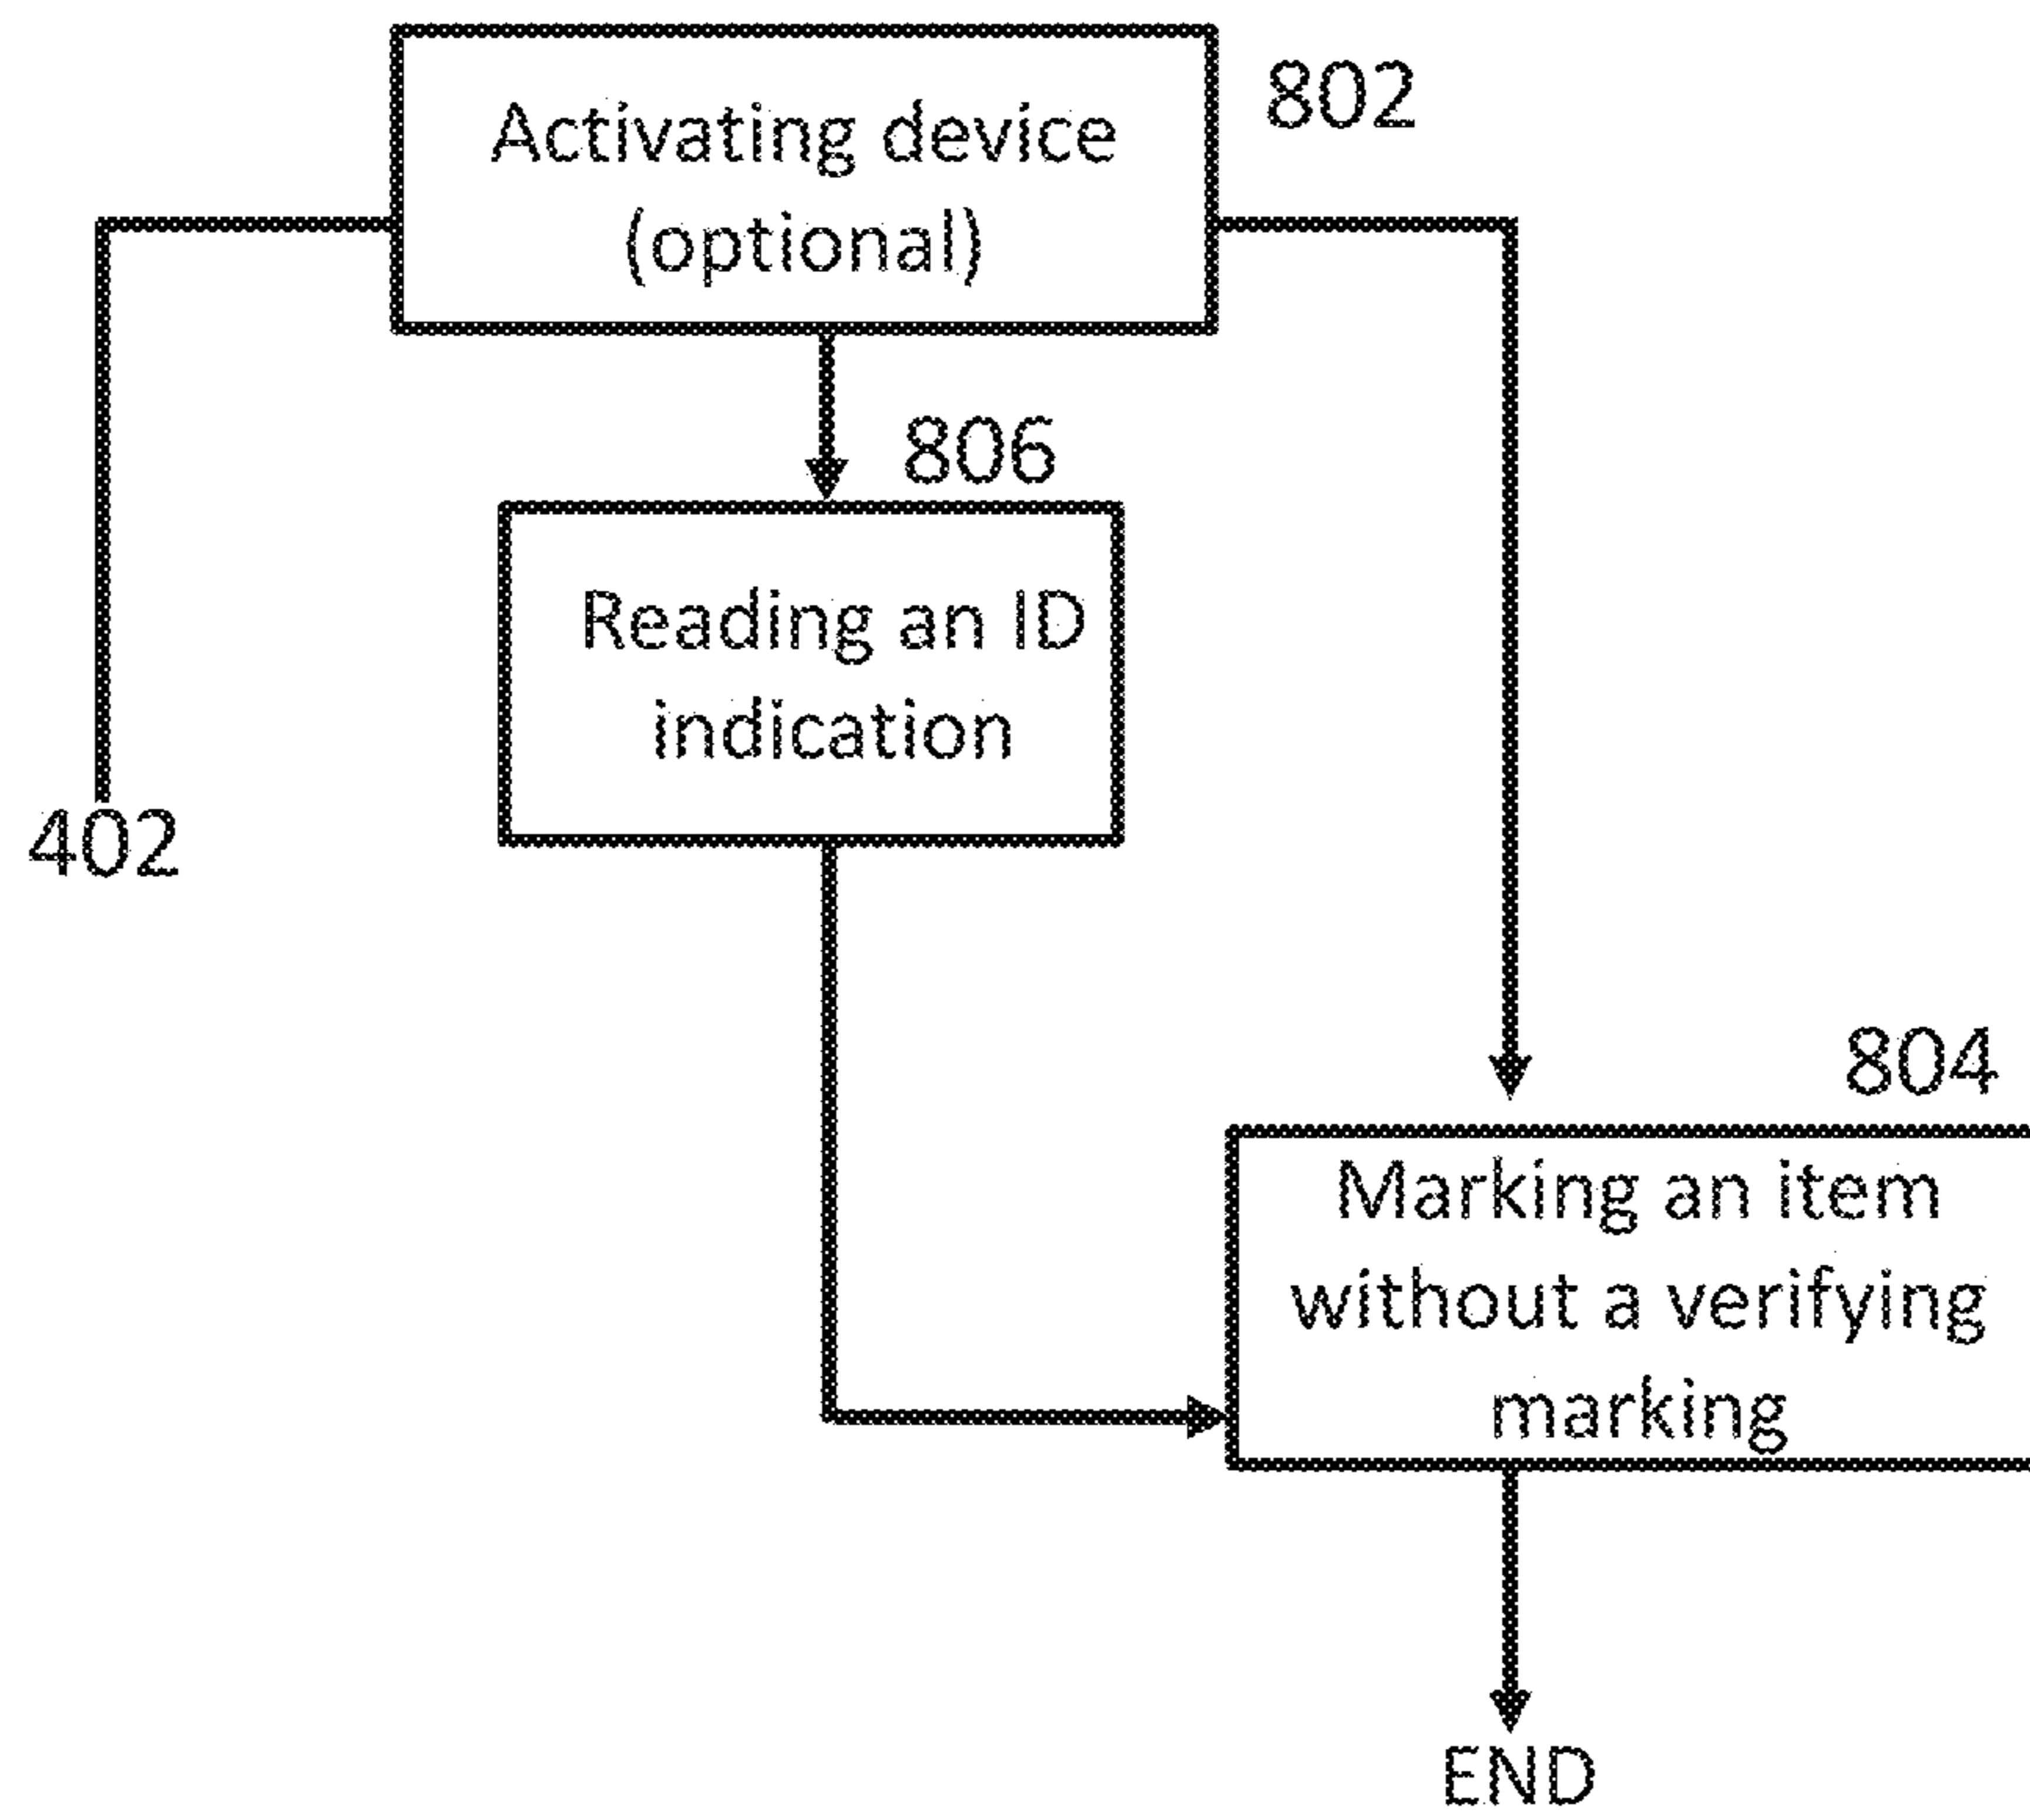 802
Activating device
(optional)
806
Reading an ID
indication
402
804
Marking an item
without a verifying
marking
END